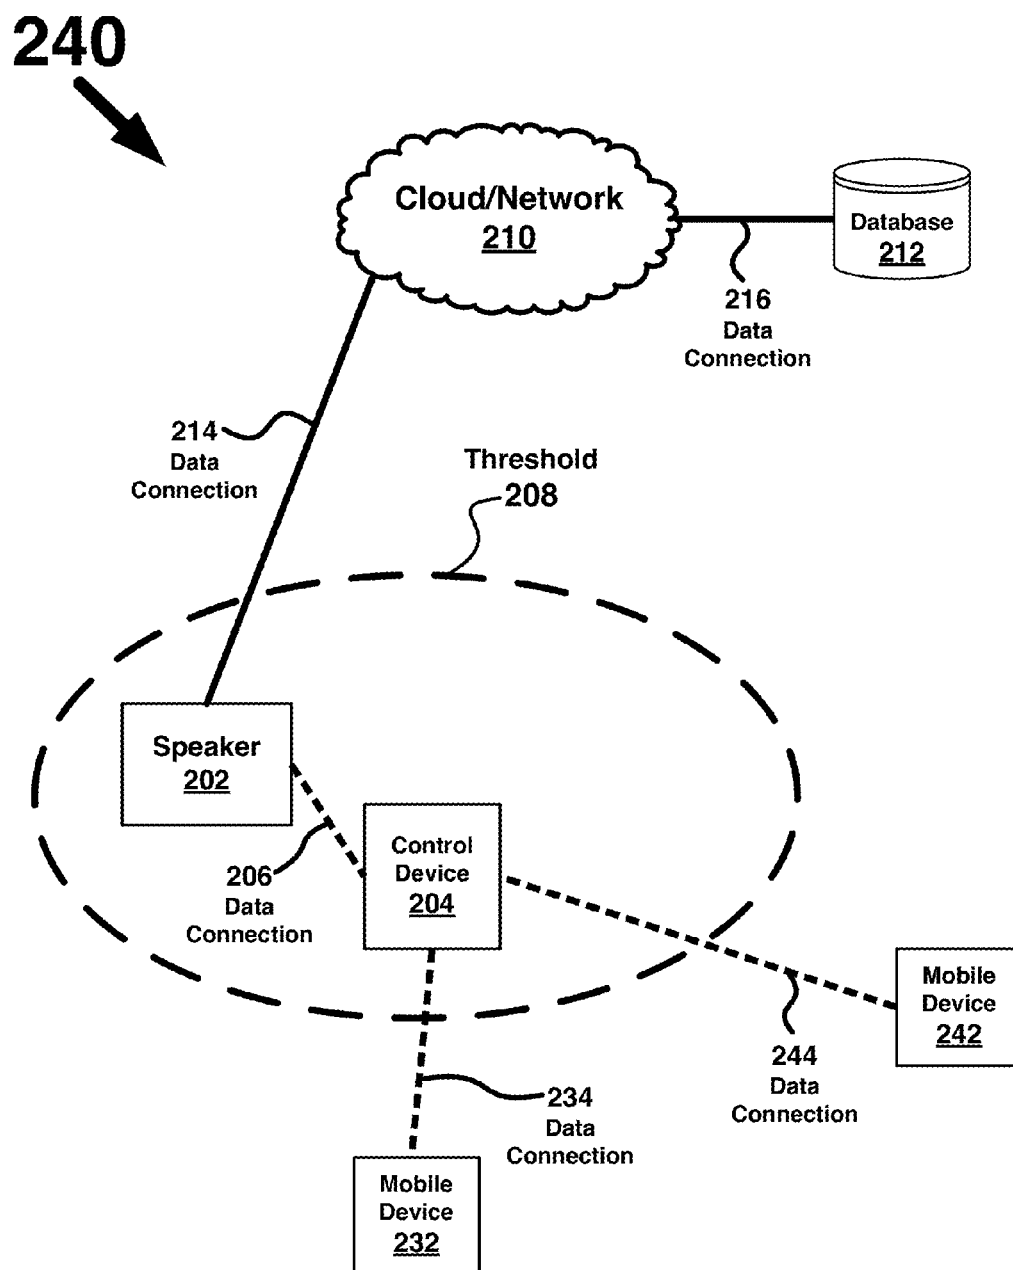 240
Cloud/Network
210
Database
212
216
Data
Connection
214
Data
Connection
Threshold
208
Speaker
202
Control
Device
204
206
Data
Connection
Mobile
Device
242
244
Data
Connection
234
Data
Connection
Mobile
Device
232